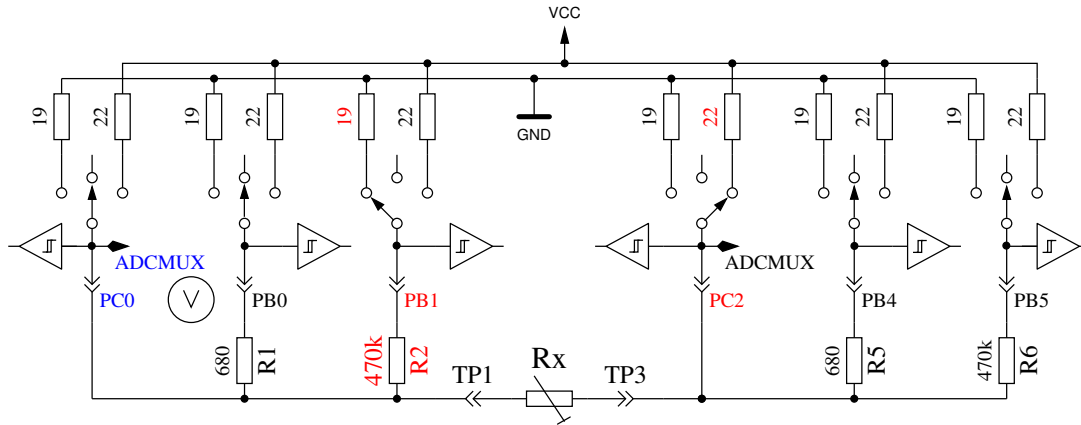 VCC
19
22
19
22
19
22
GND
19
22
19
22
19
22
ADCMUX
ADCMUX
PC0
V
PB0
PB1
PC2
PB4
PB5
680
R1
470k
R2
TP1
Rx
TP3
680
R5
470k
R6